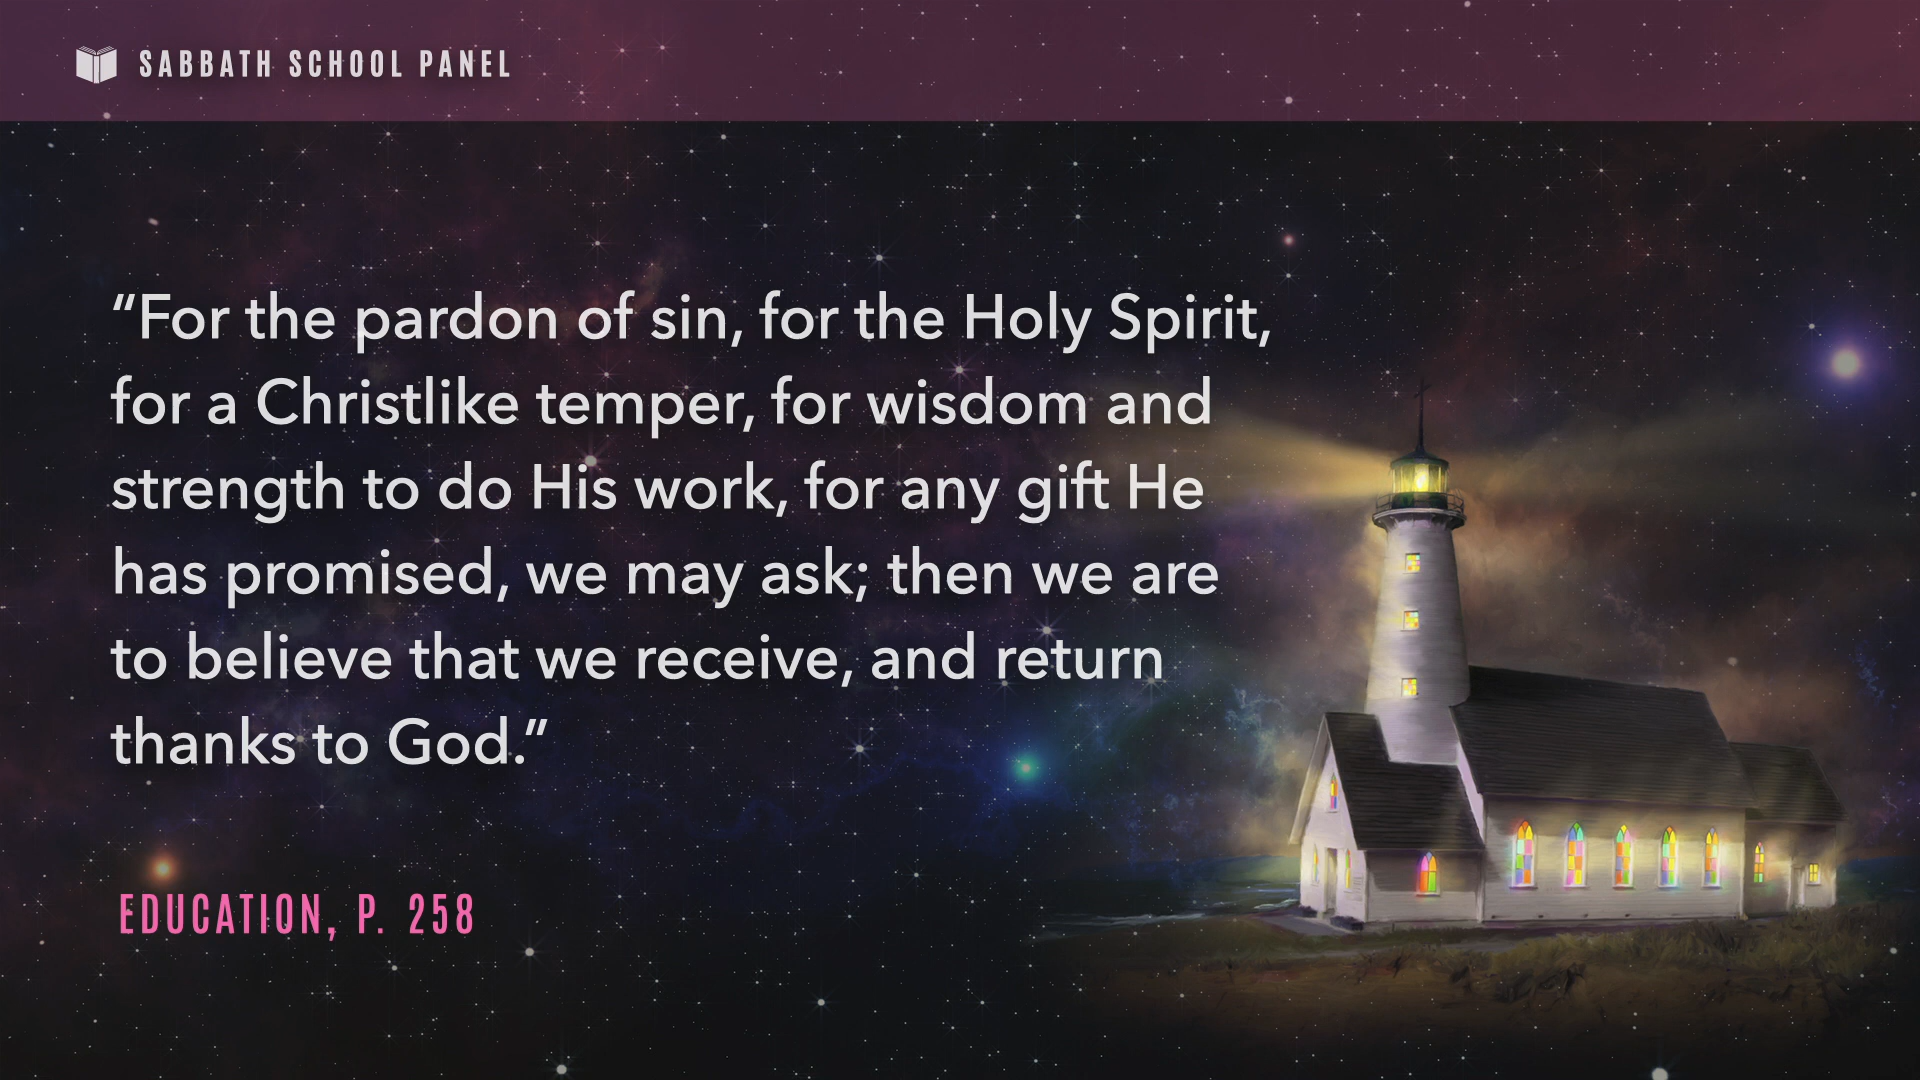 SABBATH SCHOOL PANEL
“For the pardon of sin, for the Holy Spirit,
for a Christlike temper, for wisdom and
strength to do His work, for any gift He
has promised, we may ask; then we are
to believe that we receive, and return
thanks to God.”
EDUCATION, P. 258